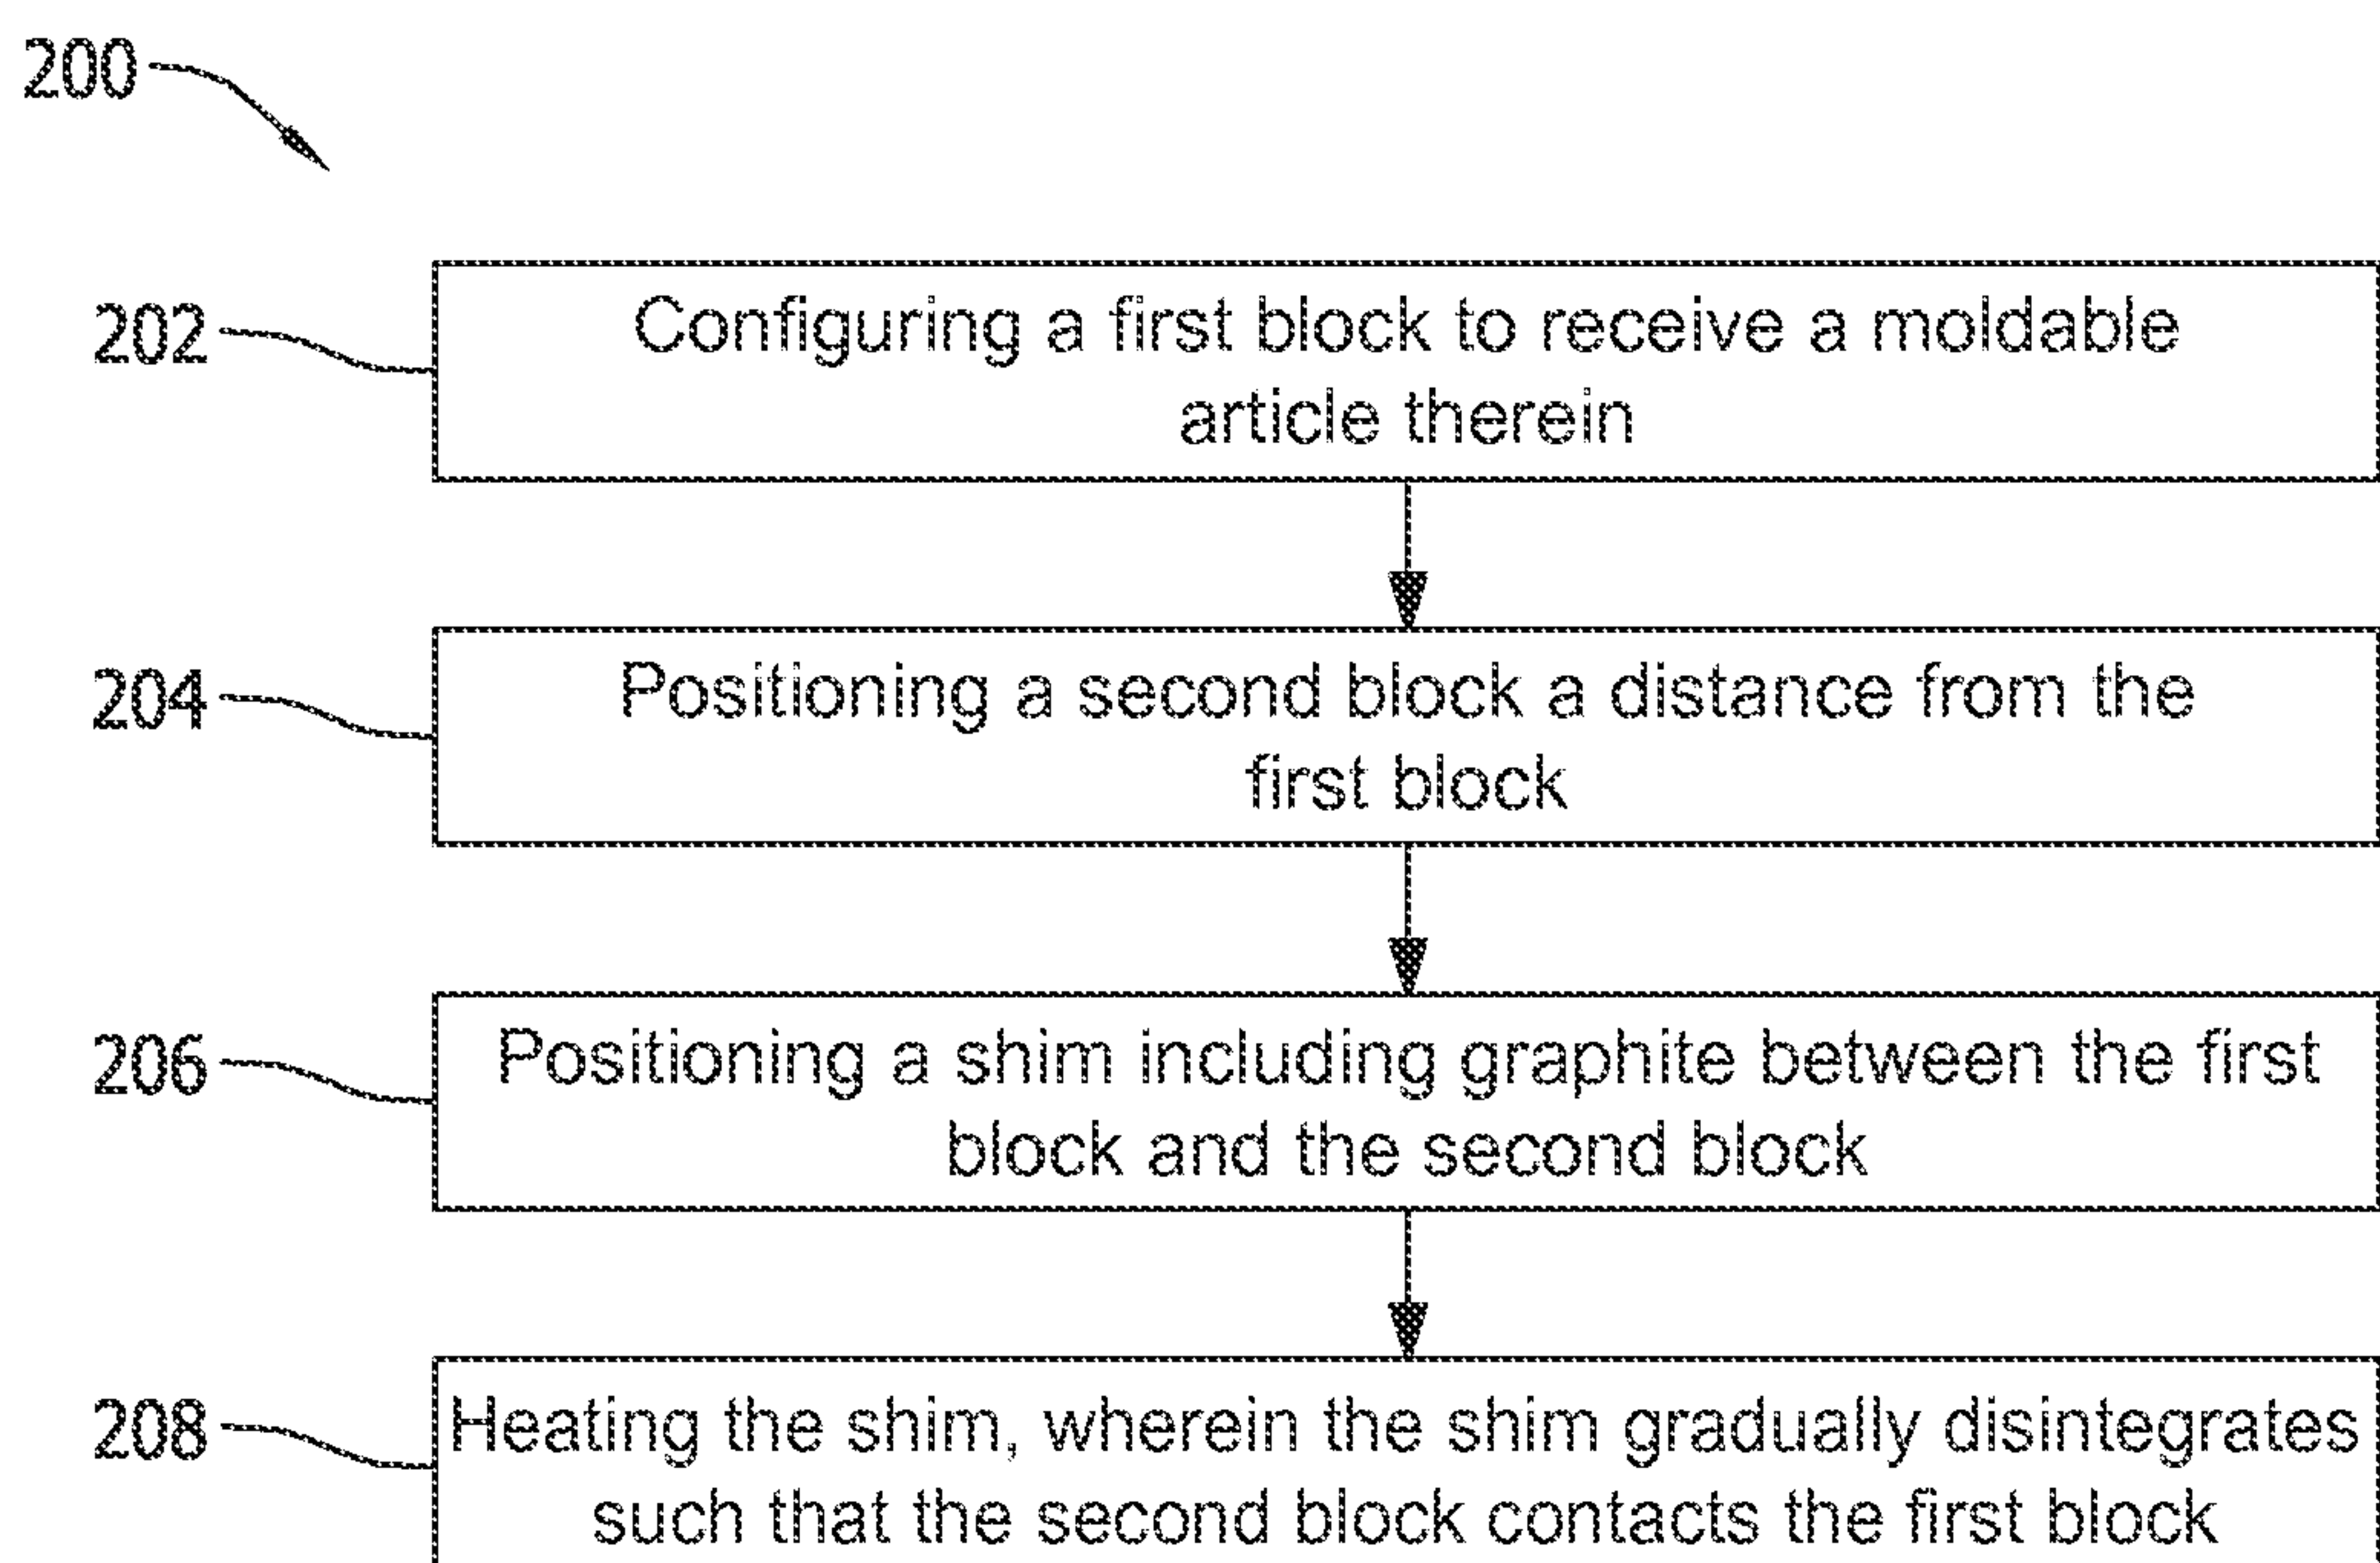 200
202
Configuring a first block to receive a moldable
article therein
204
Positioning a second block a distance from the
first block
206
Positioning a shim including graphite between the first
block and the second block
208
Heating the shim, wherein the shim gradually disintegrates
such that the second block contacts the first block